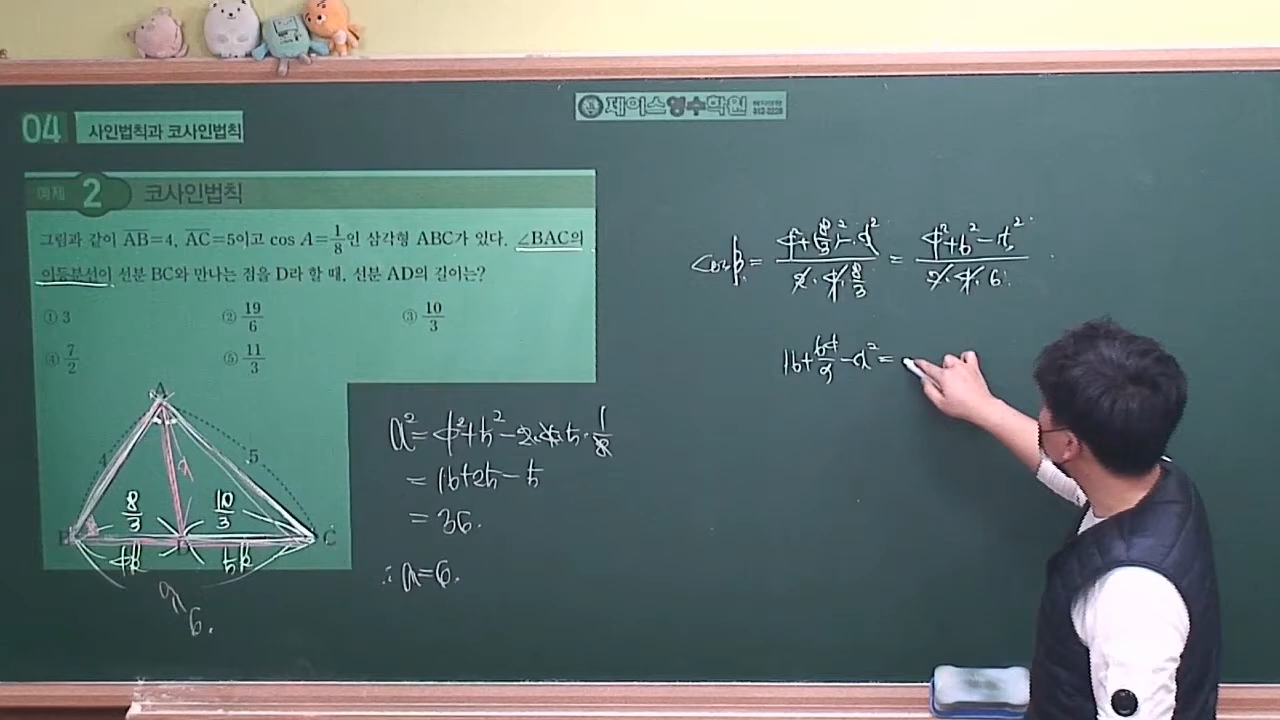 제이스영수학원
312-2229
04 사인법칙과 코사인법칙
예제 2 코사인법칙
그림과 같이 AB=4, AC=5이고 cos A=1/8인 삼각형 ABC가 있다. ∠BAC의
이등분선이 선분 BC와 만나는 점을 D라 할 때, 선분 AD의 길이는?
① 3 ② 19/6 ③ 10/3
④ 7/2 ⑤ 11/3
A
4 5
8/3 10/3
B D C
4k 5k
6.
a²=4²+5²-2·4·5·1/8
=16+25-5
=36.
∴a=6.
16+64/9-d²=